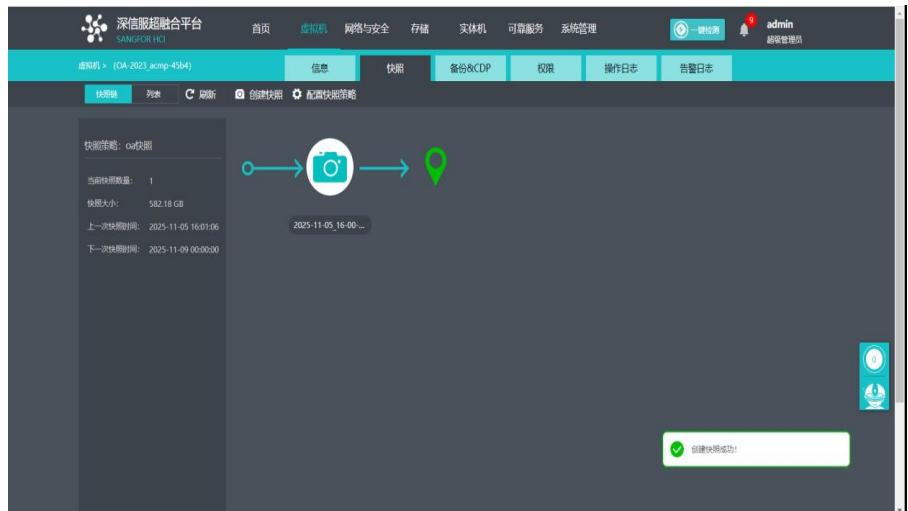 深信服超融合平台
SANGFOR HCI
首页 虚拟机 网络与安全 存储 实体机 可靠服务 系统管理
一键检测
9
admin
超级管理员
虚拟机 > (OA-2023_acmp-45b4)
信息 快照 备份&CDP 权限 操作日志 告警日志
快照链 列表 刷新 创建快照 配置快照策略
快照策略：oa快照
当前快照数量： 1
快照大小： 582.18 GB
上一次快照时间： 2025-11-05 16:01:06
下一次快照时间： 2025-11-09 00:00:00
2025-11-05_16-00-...
0
创建快照成功!